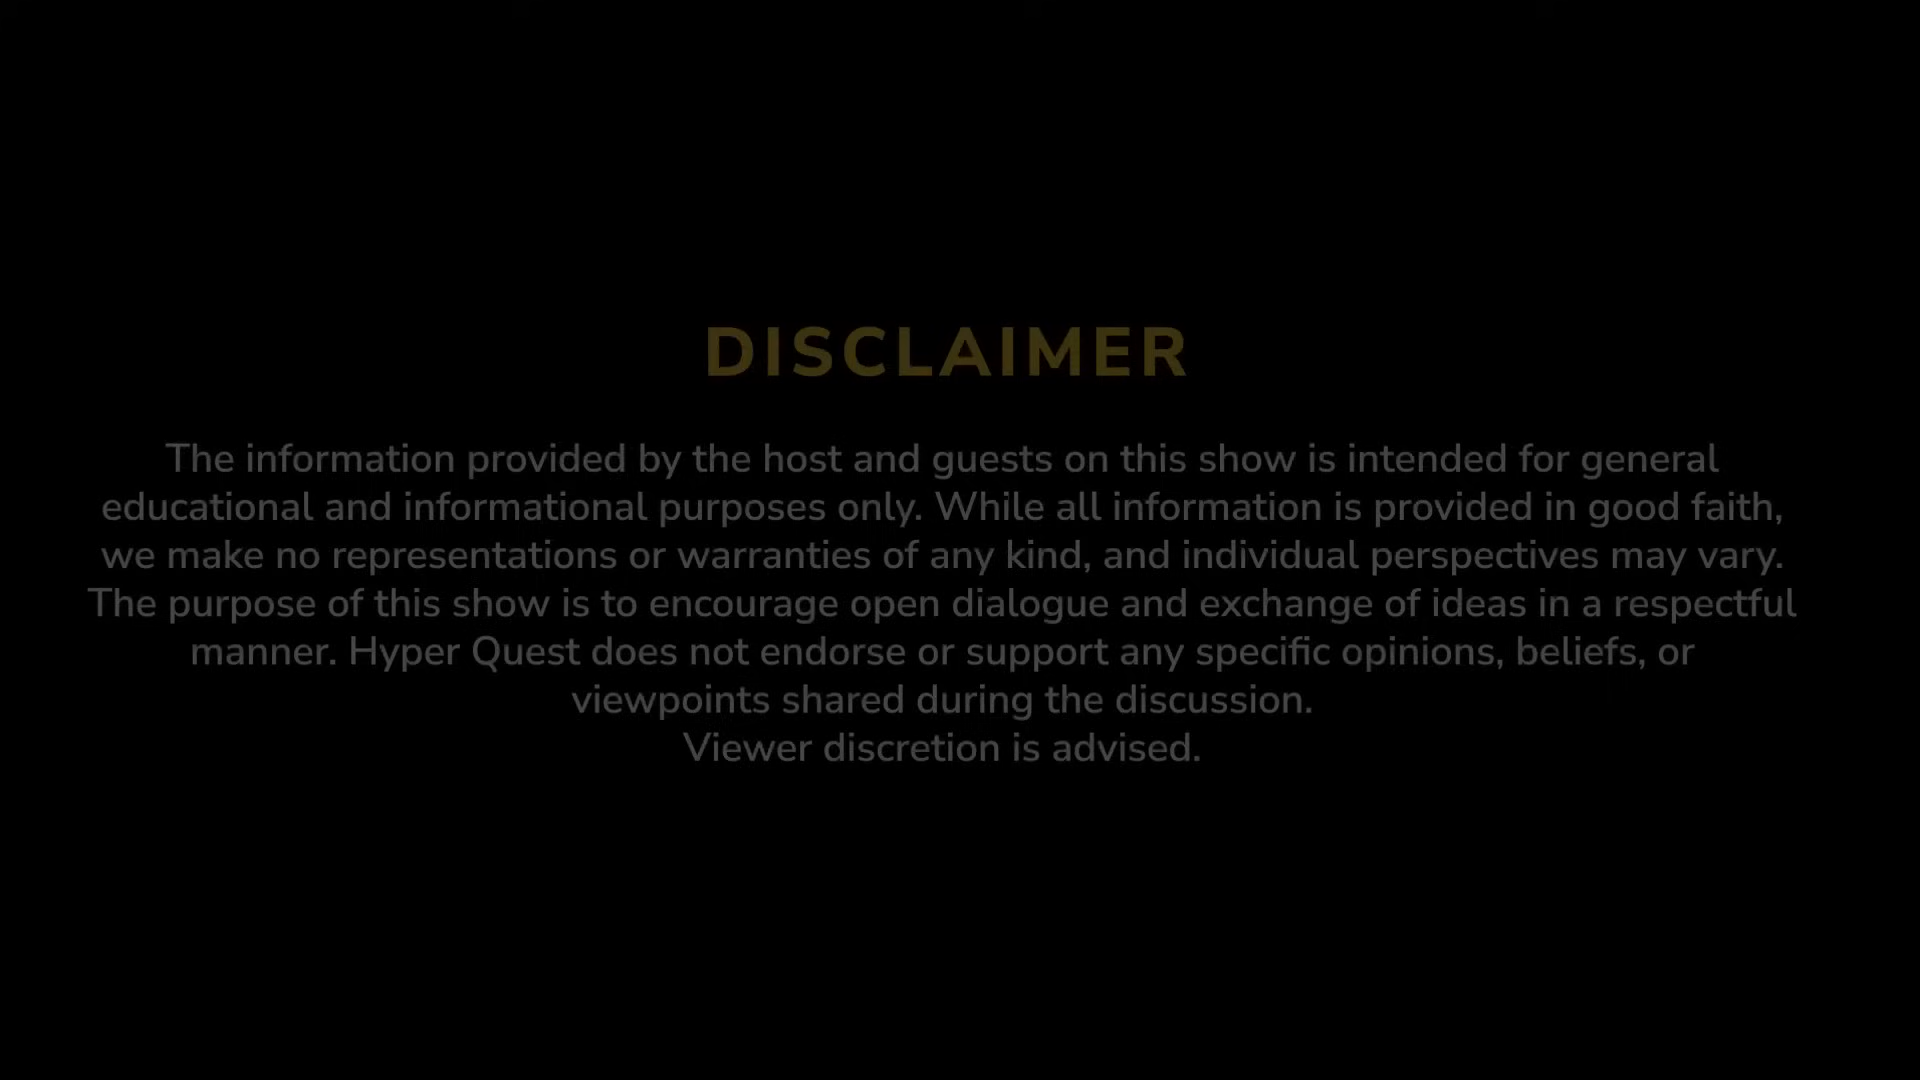 DISCLAIMER
The information provided by the host and guests on this show is intended for general
educational and informational purposes only. While all information is provided in good faith,
we make no representations or warranties of any kind, and individual perspectives may vary.
The purpose of this show is to encourage open dialogue and exchange of ideas in a respectful
manner. Hyper Quest does not endorse or support any specific opinions, beliefs, or
viewpoints shared during the discussion.
Viewer discretion is advised.